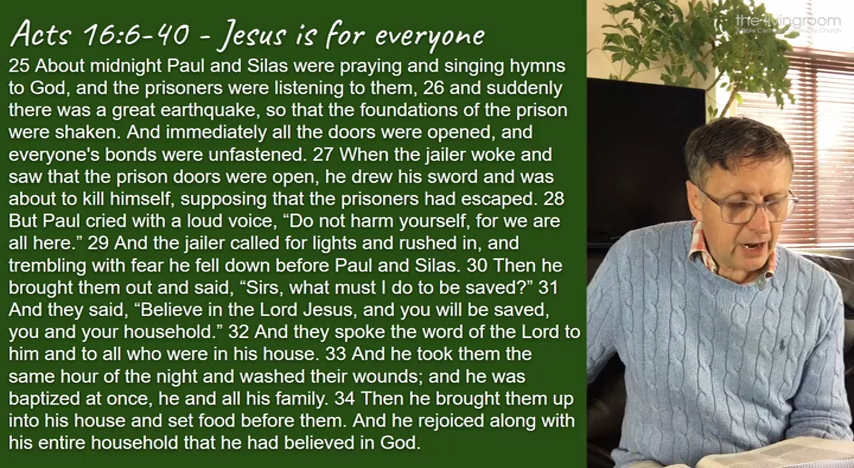 Acts 16:6-40 - Jesus is for everyone
25 About midnight Paul and Silas were praying and singing hymns
to God, and the prisoners were listening to them, 26 and suddenly
there was a great earthquake, so that the foundations of the prison
were shaken. And immediately all the doors were opened, and
everyone's bonds were unfastened. 27 When the jailer woke and
saw that the prison doors were open, he drew his sword and was
about to kill himself, supposing that the prisoners had escaped. 28
But Paul cried with a loud voice, “Do not harm yourself, for we are
all here.” 29 And the jailer called for lights and rushed in, and
trembling with fear he fell down before Paul and Silas. 30 Then he
brought them out and said, “Sirs, what must I do to be saved?” 31
And they said, “Believe in the Lord Jesus, and you will be saved,
you and your household.” 32 And they spoke the word of the Lord to
him and to all who were in his house. 33 And he took them the
same hour of the night and washed their wounds; and he was
baptized at once, he and all his family. 34 Then he brought them up
into his house and set food before them. And he rejoiced along with
his entire household that he had believed in God.
the livingroom
Church